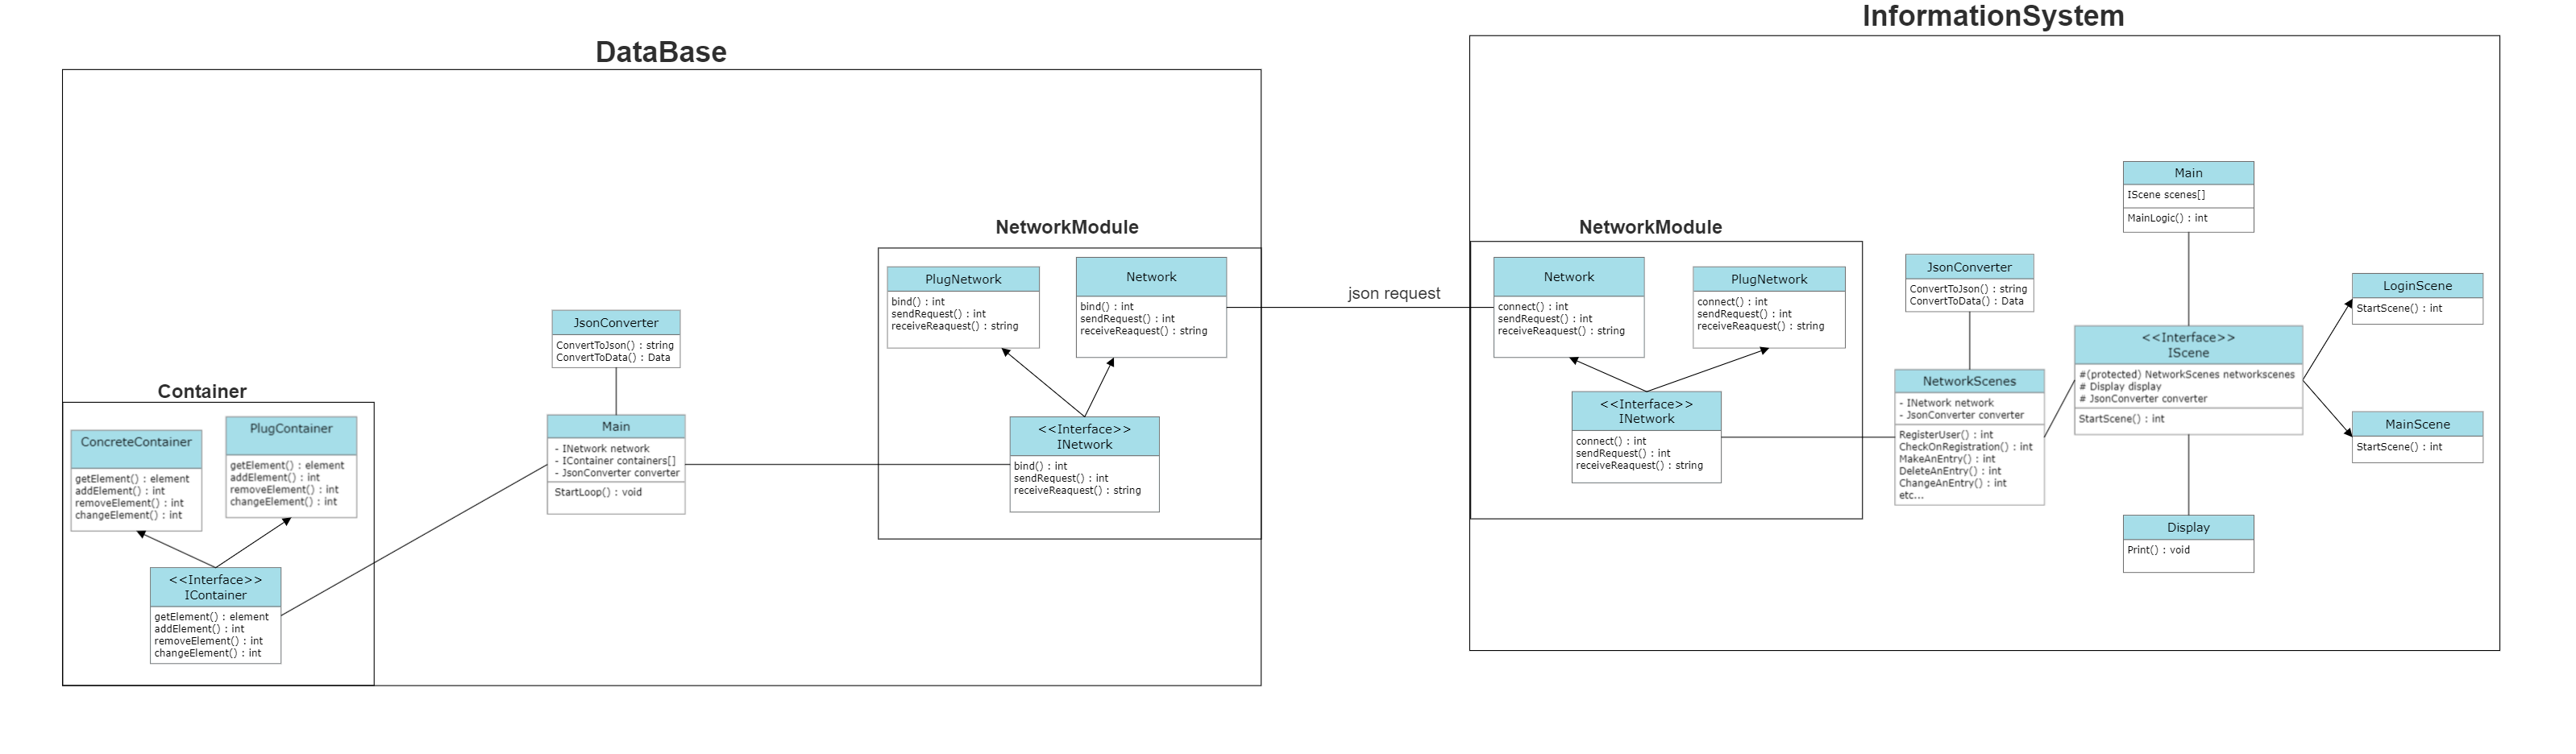 InformationSystem
DataBase
NetworkModule
PlugNetwork
bind() : int
sendRequest() : int
receiveReaquest() : string
Network
bind() : int
sendRequest() : int
receiveReaquest() : string
<<Interface>>
INetwork
bind() : int
sendRequest() : int
receiveReaquest() : string
JsonConverter
ConvertToJson() : string
ConvertToData() : Data
Main
- INetwork network
- IContainer containers[]
- JsonConverter converter
StartLoop() : void
Container
ConcreteContainer
getElement() : element
addElement() : int
removeElement() : int
changeElement() : int
PlugContainer
getElement() : element
addElement() : int
removeElement() : int
changeElement() : int
<<Interface>>
IContainer
getElement() : element
addElement() : int
removeElement() : int
changeElement() : int
json request
NetworkModule
Network
connect() : int
sendRequest() : int
receiveReaquest() : string
PlugNetwork
connect() : int
sendRequest() : int
receiveReaquest() : string
<<Interface>>
INetwork
connect() : int
sendRequest() : int
receiveReaquest() : string
JsonConverter
ConvertToJson() : string
ConvertToData() : Data
NetworkScenes
- INetwork network
- JsonConverter converter
RegisterUser() : int
CheckOnRegistration() : int
MakeAnEntry() : int
DeleteAnEntry() : int
ChangeAnEntry() : int
etc...
Main
IScene scenes[]
MainLogic() : int
<<Interface>>
IScene
#(protected) NetworkScenes networkscenes
# Display display
# JsonConverter converter
StartScene() : int
LoginScene
StartScene() : int
MainScene
StartScene() : int
Display
Print() : void